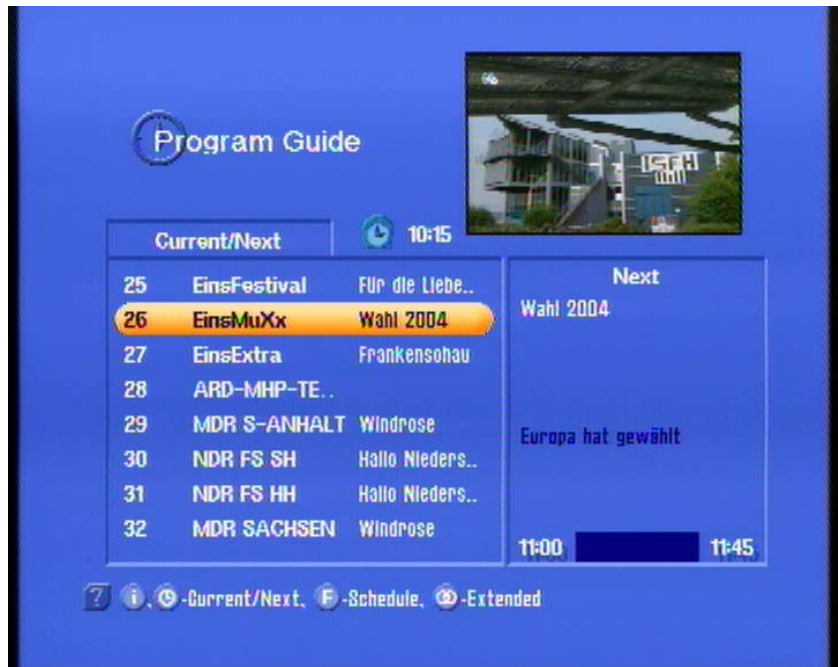 ISFH
Program Guide
Current/Next 10:15
25 EinsFestival Für die Liebe..
26 EinsMuXx Wahl 2004
27 EinsExtra Frankenschau
28 ARD-MHP-TE..
29 MDR S-ANHALT Windrose
30 NDR FS SH Hallo Nieders..
31 NDR FS HH Hallo Nieders..
32 MDR SACHSEN Windrose
Next
Wahl 2004
Europa hat gewählt
11:00 11:45
? i, -Current/Next, F -Schedule, -Extended